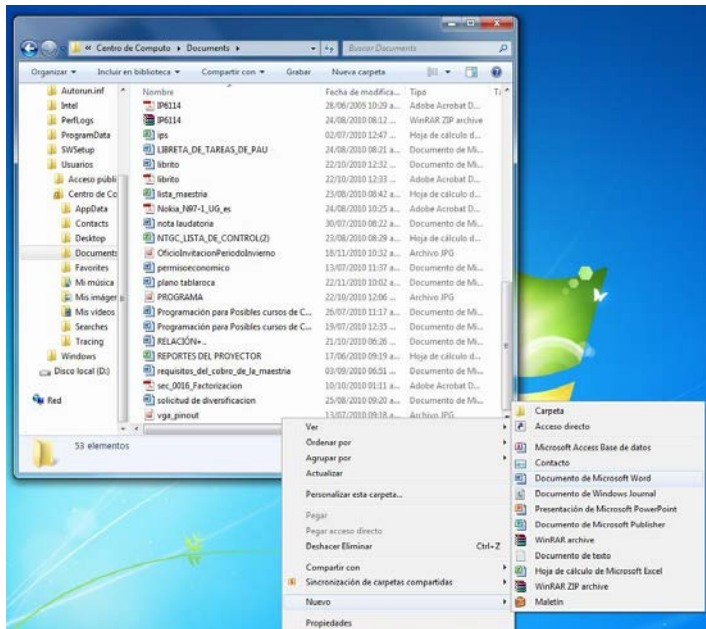 « Centro de Computo ▸ Documents ▸
Buscar Documents
Organizar
Incluir en biblioteca
Compartir con
Grabar
Nueva carpeta
Autorun.inf
Intel
PerfLogs
ProgramData
SWSetup
Usuarios
Acceso públi
Centro de Co
AppData
Contacts
Desktop
Documents
Favorites
Mi música
Mis imáger
Mis vídeos
Searches
Tracing
Windows
Disco local (D:)
Red
Nombre Fecha de modifica... Tipo
IP6114 28/06/2005 10:29 a... Adobe Acrobat D...
IP6114 24/08/2010 08:12 ... WinRAR ZIP archive
ips 02/07/2010 12:47 ... Hoja de cálculo d...
LIBRETA_DE_TAREAS_DE_PAU 24/08/2010 08:21 a... Documento de Mi...
librito 22/10/2010 12:32 ... Documento de Mi...
librito 22/10/2010 12:33 ... Adobe Acrobat D...
lista_maestria 23/08/2010 08:42 a... Hoja de cálculo d...
Nokia_N97-1_UG_es 24/08/2010 10:25 a... Adobe Acrobat D...
nota laudatoria 30/07/2010 08:22 a... Documento de Mi...
NTGC_LISTA_DE_CONTROL(2) 23/08/2010 08:29 a... Hoja de cálculo d...
OficioInvitacionPeriodoInvierno 18/11/2010 10:32 a... Archivo JPG
permisoeconomico 13/07/2010 11:37 a... Documento de Mi...
plano tablaroca 22/11/2010 10:02 a... Documento de Mi...
PROGRAMA 22/10/2010 12:06 ... Archivo JPG
Programación para Posibles cursos de C... 26/07/2010 11:17 a... Documento de Mi...
Programación para Posibles cursos de C... 19/07/2010 12:35 ... Documento de Mi...
RELACIÓN+.. 21/10/2010 06:26 ... Documento de Mi...
REPORTES DEL PROYECTOR 17/06/2010 09:19 a... Hoja de cálculo d...
requisitos_del_cobro_de_la_maestria 03/09/2010 06:51 ... Documento de Mi...
sec_0016_Factorizacion 10/10/2010 01:11 a... Adobe Acrobat D...
solicitud de diversificacion 25/08/2010 09:20 a... Documento de Mi...
vga_pinout 13/07/2010 09:18 a... Archivo JPG
53 elementos
Ver
Ordenar por
Agrupar por
Actualizar
Personalizar esta carpeta...
Pegar
Pegar acceso directo
Deshacer Eliminar Ctrl+Z
Compartir con
Sincronización de carpetas compartidas
Nuevo
Propiedades
Carpeta
Acceso directo
Microsoft Access Base de datos
Contacto
Documento de Microsoft Word
Documento de Windows Journal
Presentación de Microsoft PowerPoint
Documento de Microsoft Publisher
WinRAR archive
Documento de texto
Hoja de cálculo de Microsoft Excel
WinRAR ZIP archive
Maletín